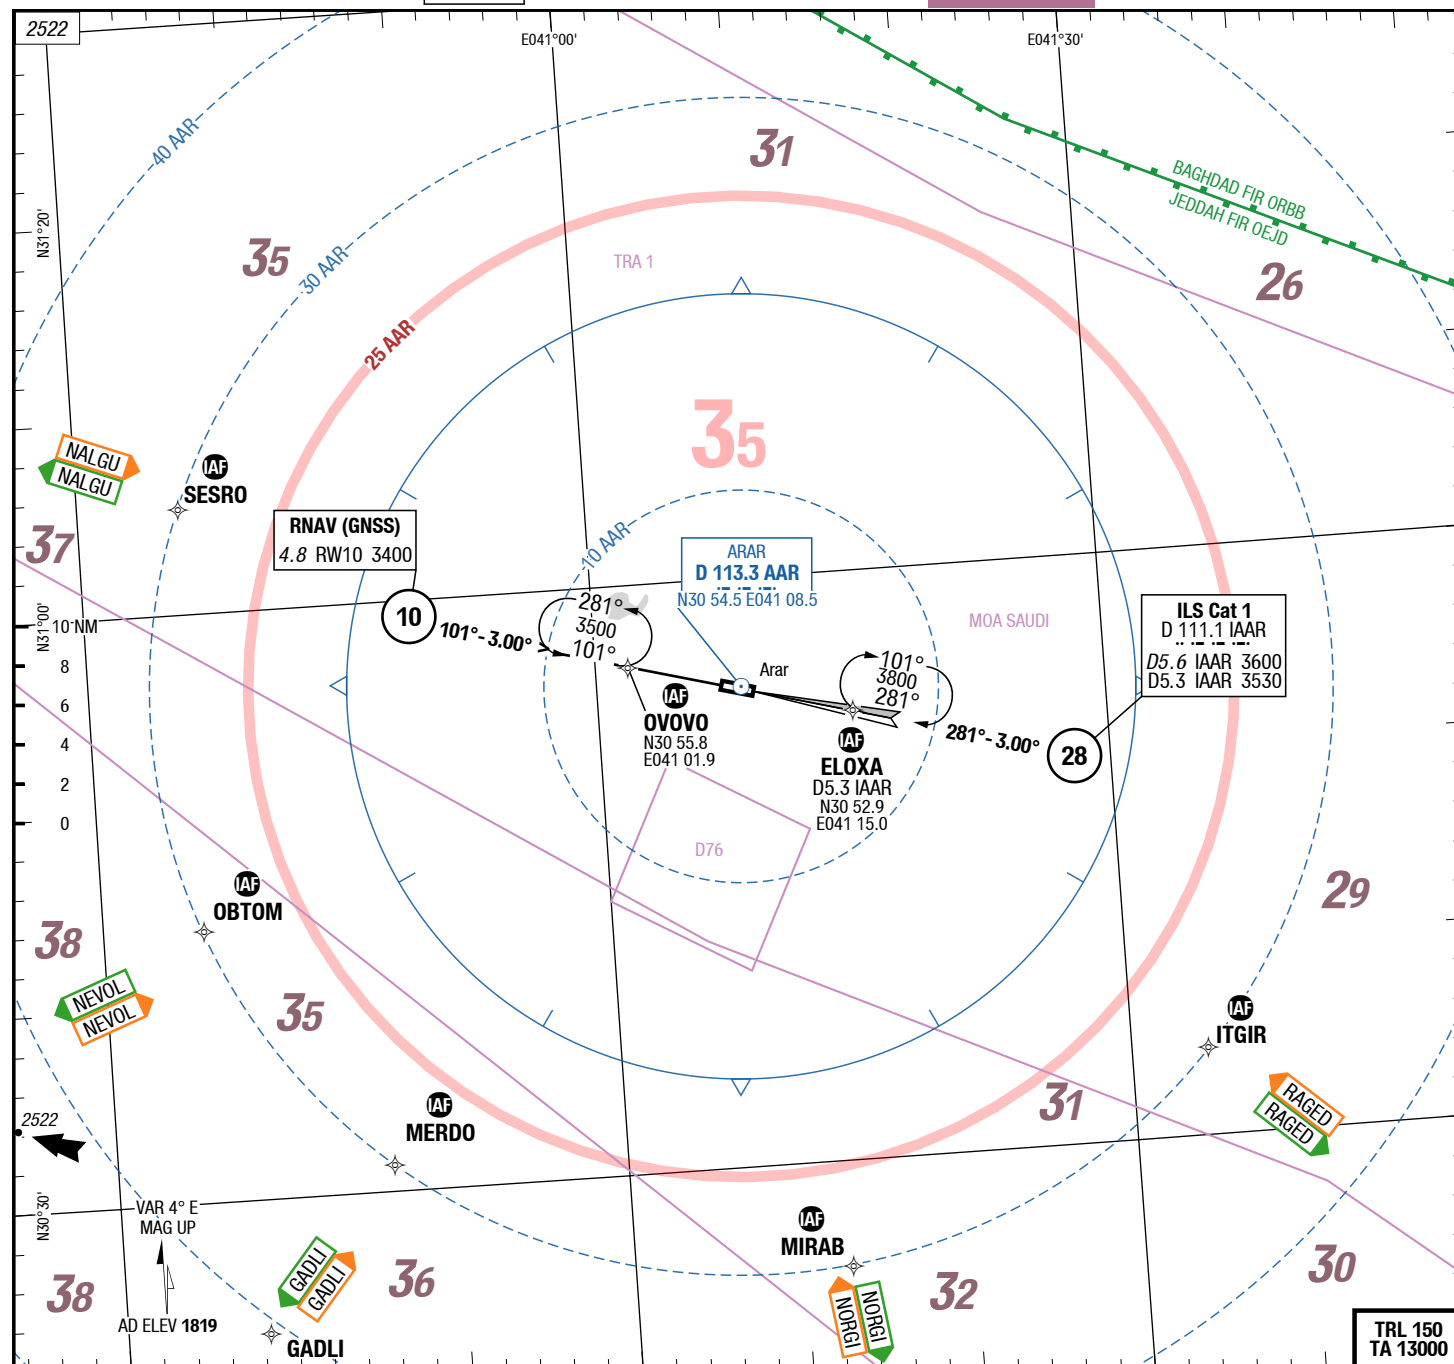 2522
E041°00'
E041°30'
40 AAR
31
BAGHDAD FIR ORBB
JEDDAH FIR OEJD
N31°20'
35
30 AAR
TRA 1
26
25 AAR
35
NALGU
NALGU
IAF
SESRO
37
RNAV (GNSS)
4.8 RW10 3400
10 AAR
ARAR
D 113.3 AAR
N30 54.5 E041 08.5
N31°00'
10 NM
8
6
4
2
0
10
101°- 3.00°
281°
3500
101°
MOA SAUDI
ILS Cat 1
D 111.1 IAAR
D5.6 IAAR 3600
D5.3 IAAR 3530
Arar
101°
3800
281°
IAF
OVOVO
N30 55.8
E041 01.9
281°- 3.00°
28
IAF
ELOXA
D5.3 IAAR
N30 52.9
E041 15.0
D76
IAF
OBTOM
29
38
NEVOL
NEVOL
35
IAF
ITGIR
31
RAGED
RAGED
IAF
MERDO
2522
VAR 4° E
MAG UP
N30°30'
IAF
MIRAB
GADLI
GADLI
36
38
AD ELEV 1819
GADLI
NORGI
NORGI
32
30
TRL 150
TA 13000